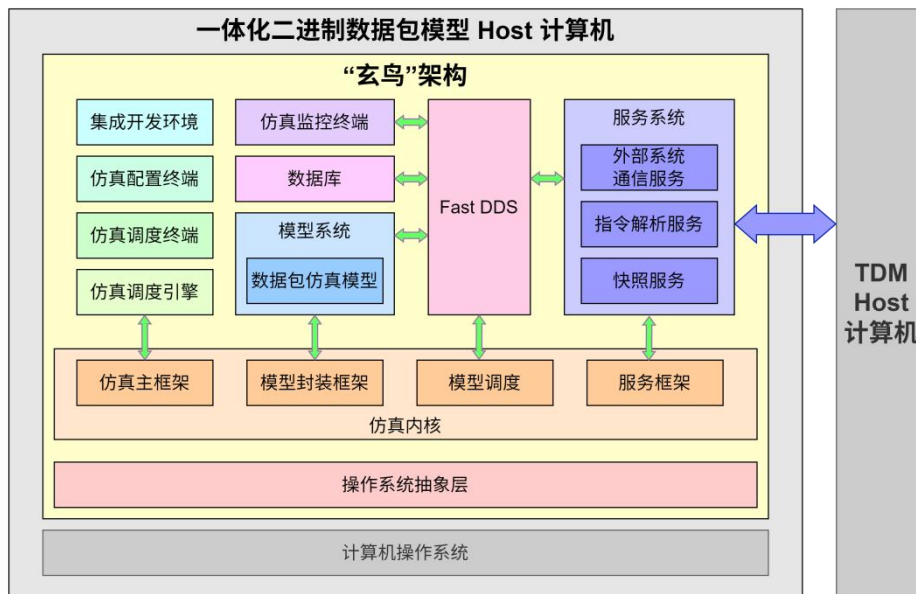 一体化二进制数据包模型 Host 计算机
“玄鸟”架构
集成开发环境
仿真配置终端
仿真调度终端
仿真调度引擎
仿真监控终端
数据库
模型系统
数据包仿真模型
Fast DDS
服务系统
外部系统
通信服务
指令解析服务
快照服务
仿真主框架
模型封装框架
模型调度
服务框架
仿真内核
操作系统抽象层
计算机操作系统
TDM
Host
计算机